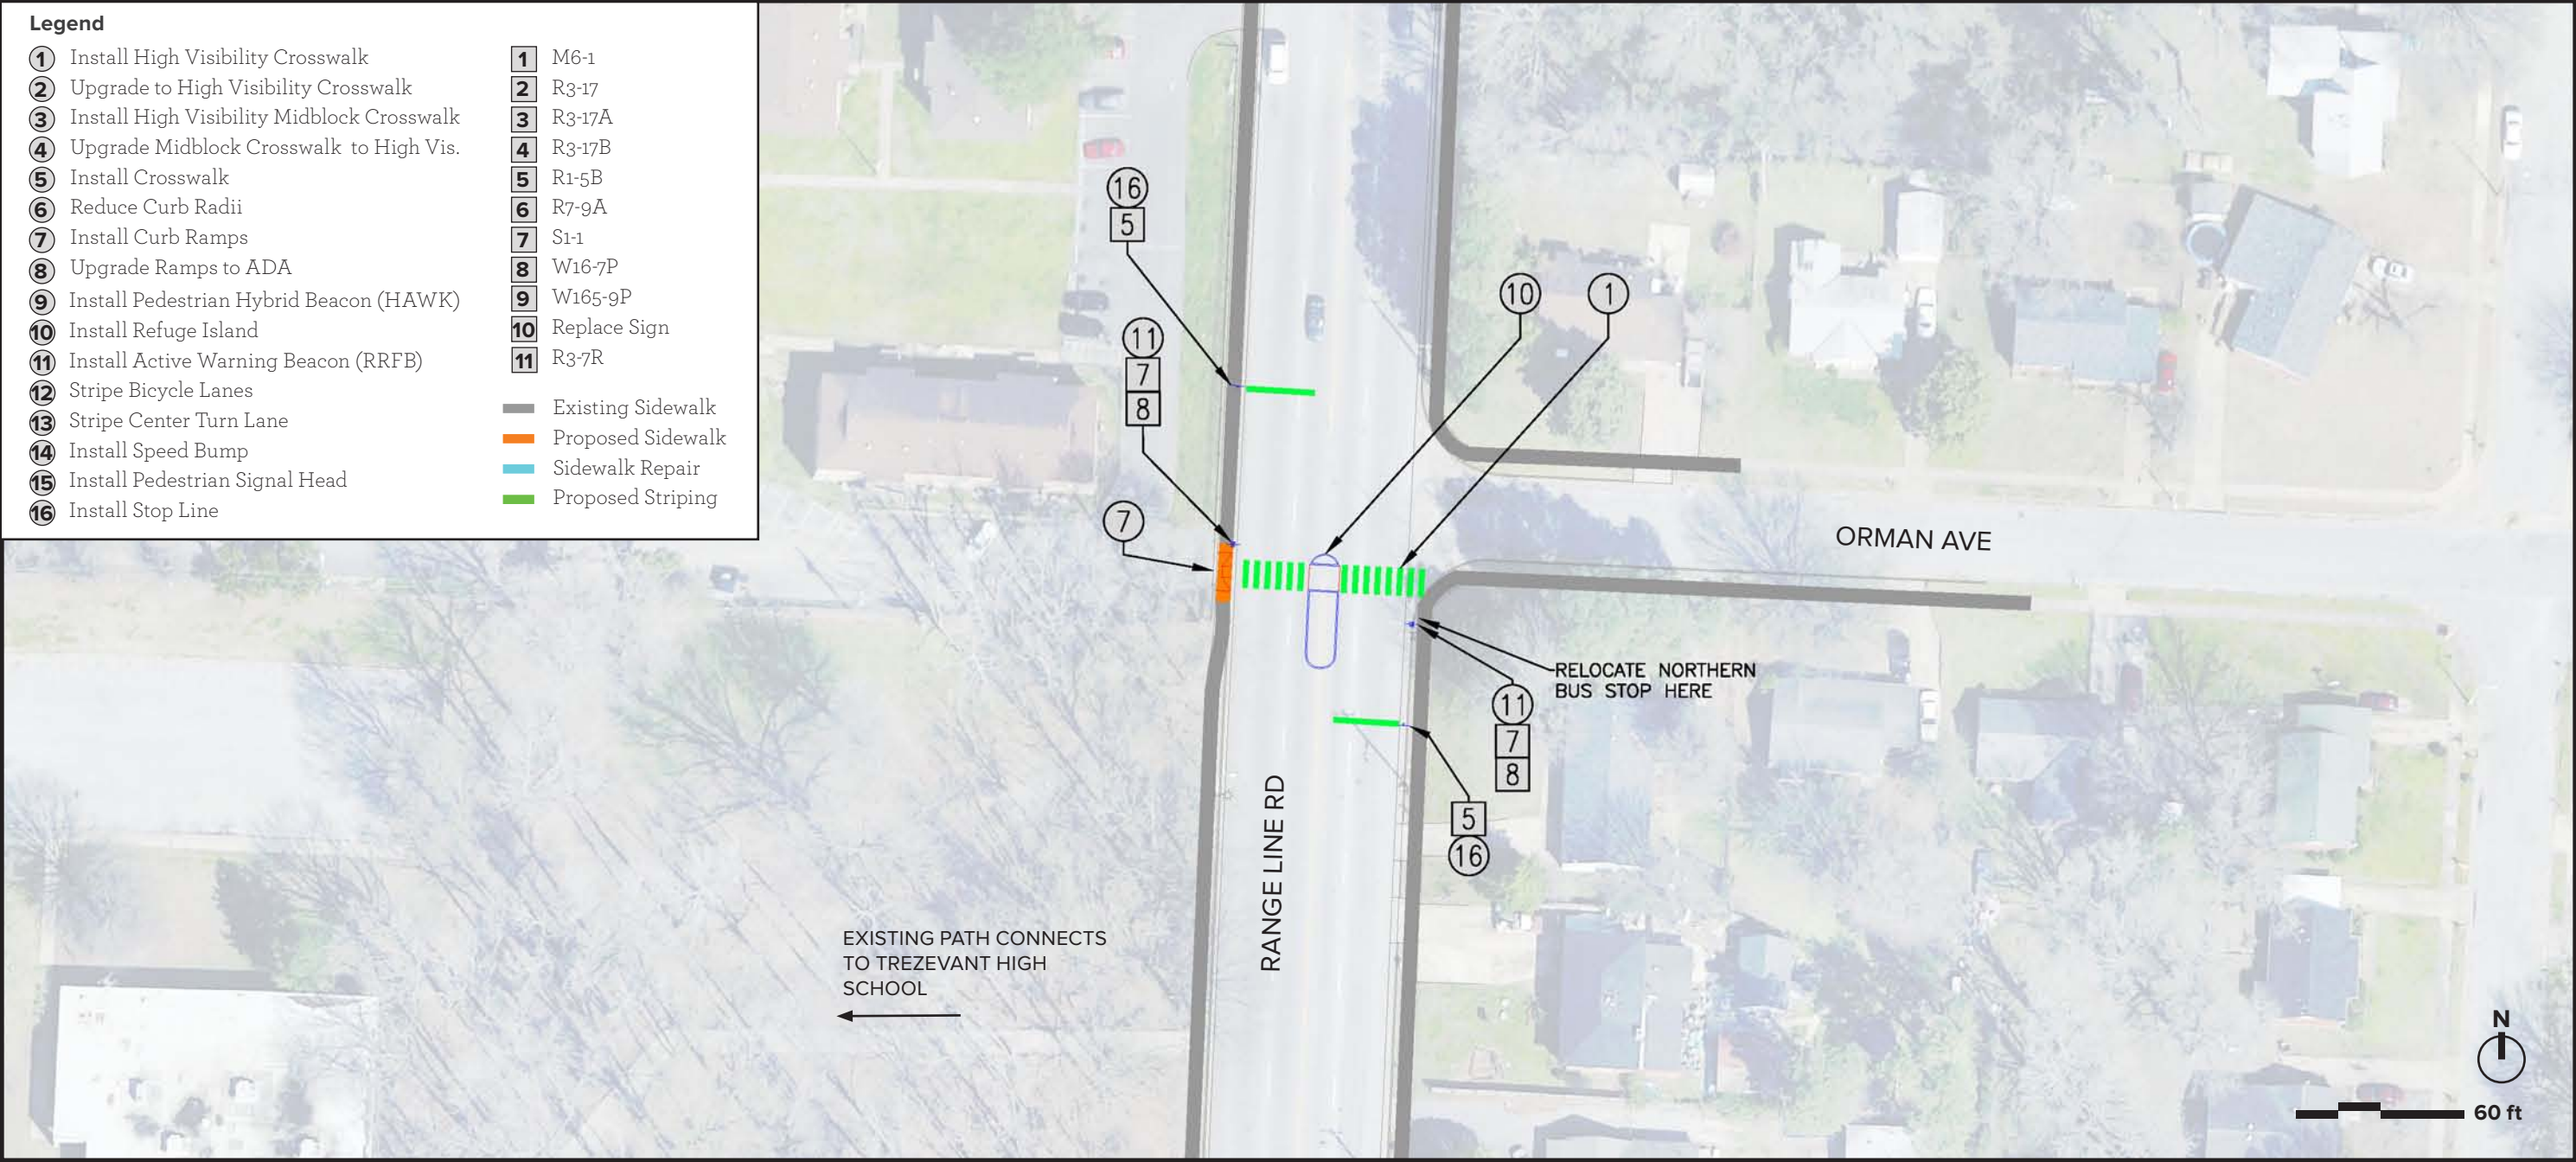 Legend
1 Install High Visibility Crosswalk
2 Upgrade to High Visibility Crosswalk
3 Install High Visibility Midblock Crosswalk
4 Upgrade Midblock Crosswalk to High Vis.
5 Install Crosswalk
6 Reduce Curb Radii
7 Install Curb Ramps
8 Upgrade Ramps to ADA
9 Install Pedestrian Hybrid Beacon (HAWK)
10 Install Refuge Island
11 Install Active Warning Beacon (RRFB)
12 Stripe Bicycle Lanes
13 Stripe Center Turn Lane
14 Install Speed Bump
15 Install Pedestrian Signal Head
16 Install Stop Line
1 M6-1
2 R3-17
3 R3-17A
4 R3-17B
5 R1-5B
6 R7-9A
7 S1-1
8 W16-7P
9 W165-9P
10 Replace Sign
11 R3-7R
Existing Sidewalk
Proposed Sidewalk
Sidewalk Repair
Proposed Striping
16
5
11
7
8
7
10
1
ORMAN AVE
RELOCATE NORTHERN
BUS STOP HERE
11
7
8
5
16
RANGE LINE RD
EXISTING PATH CONNECTS
TO TREZEVANT HIGH
SCHOOL
N
60 ft